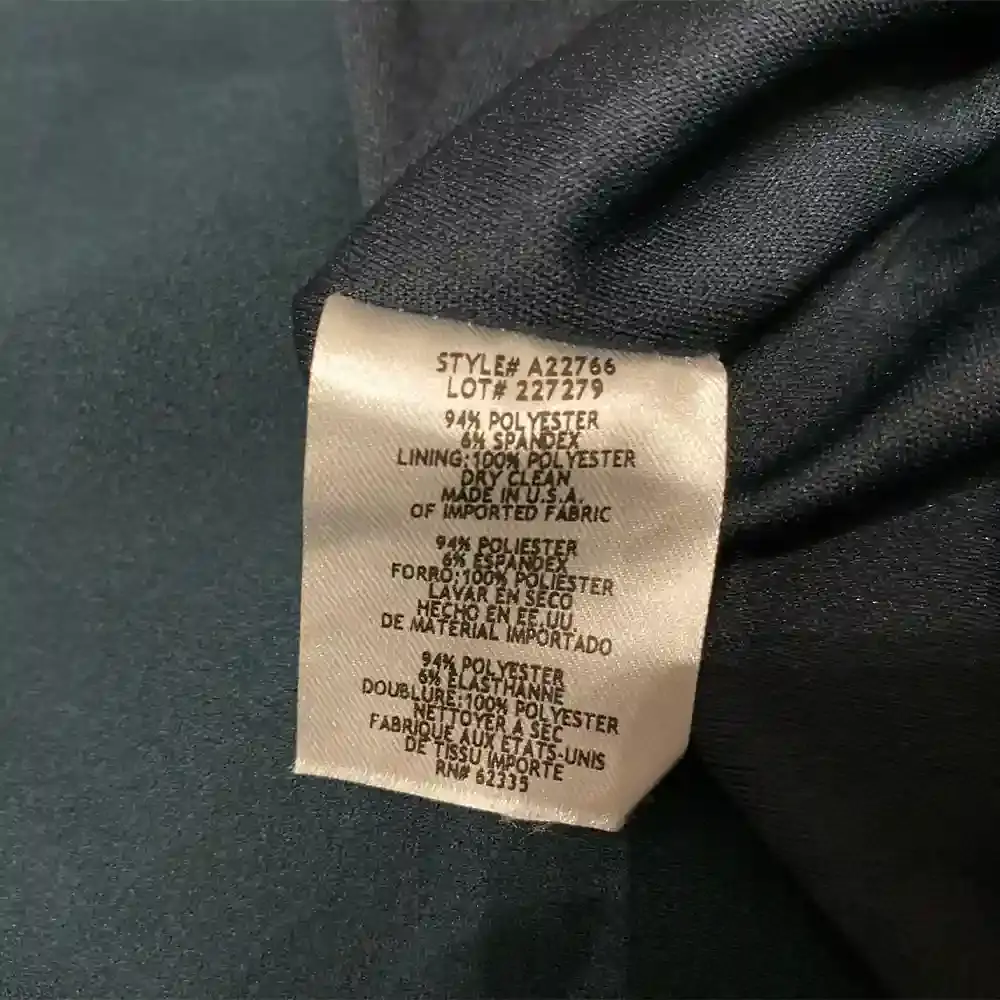 STYLE# A22766
LOT# 227279
94% POLYESTER
6% SPANDEX
LINING:100% POLYESTER
DRY CLEAN
MADE IN U.S.A.
OF IMPORTED FABRIC
94% POLIESTER
6% ESPANDEX
FORRO:100% POLIESTER
LAVAR EN SECO
HECHO EN EE.UU.
DE MATERIAL IMPORTADO
94% POLYESTER
6% ELASTHANNE
DOUBLURE:100% POLYESTER
NETTOYER A SEC
FABRIQUE AUX ETATS-UNIS
DE TISSU IMPORTE
RN# 62335